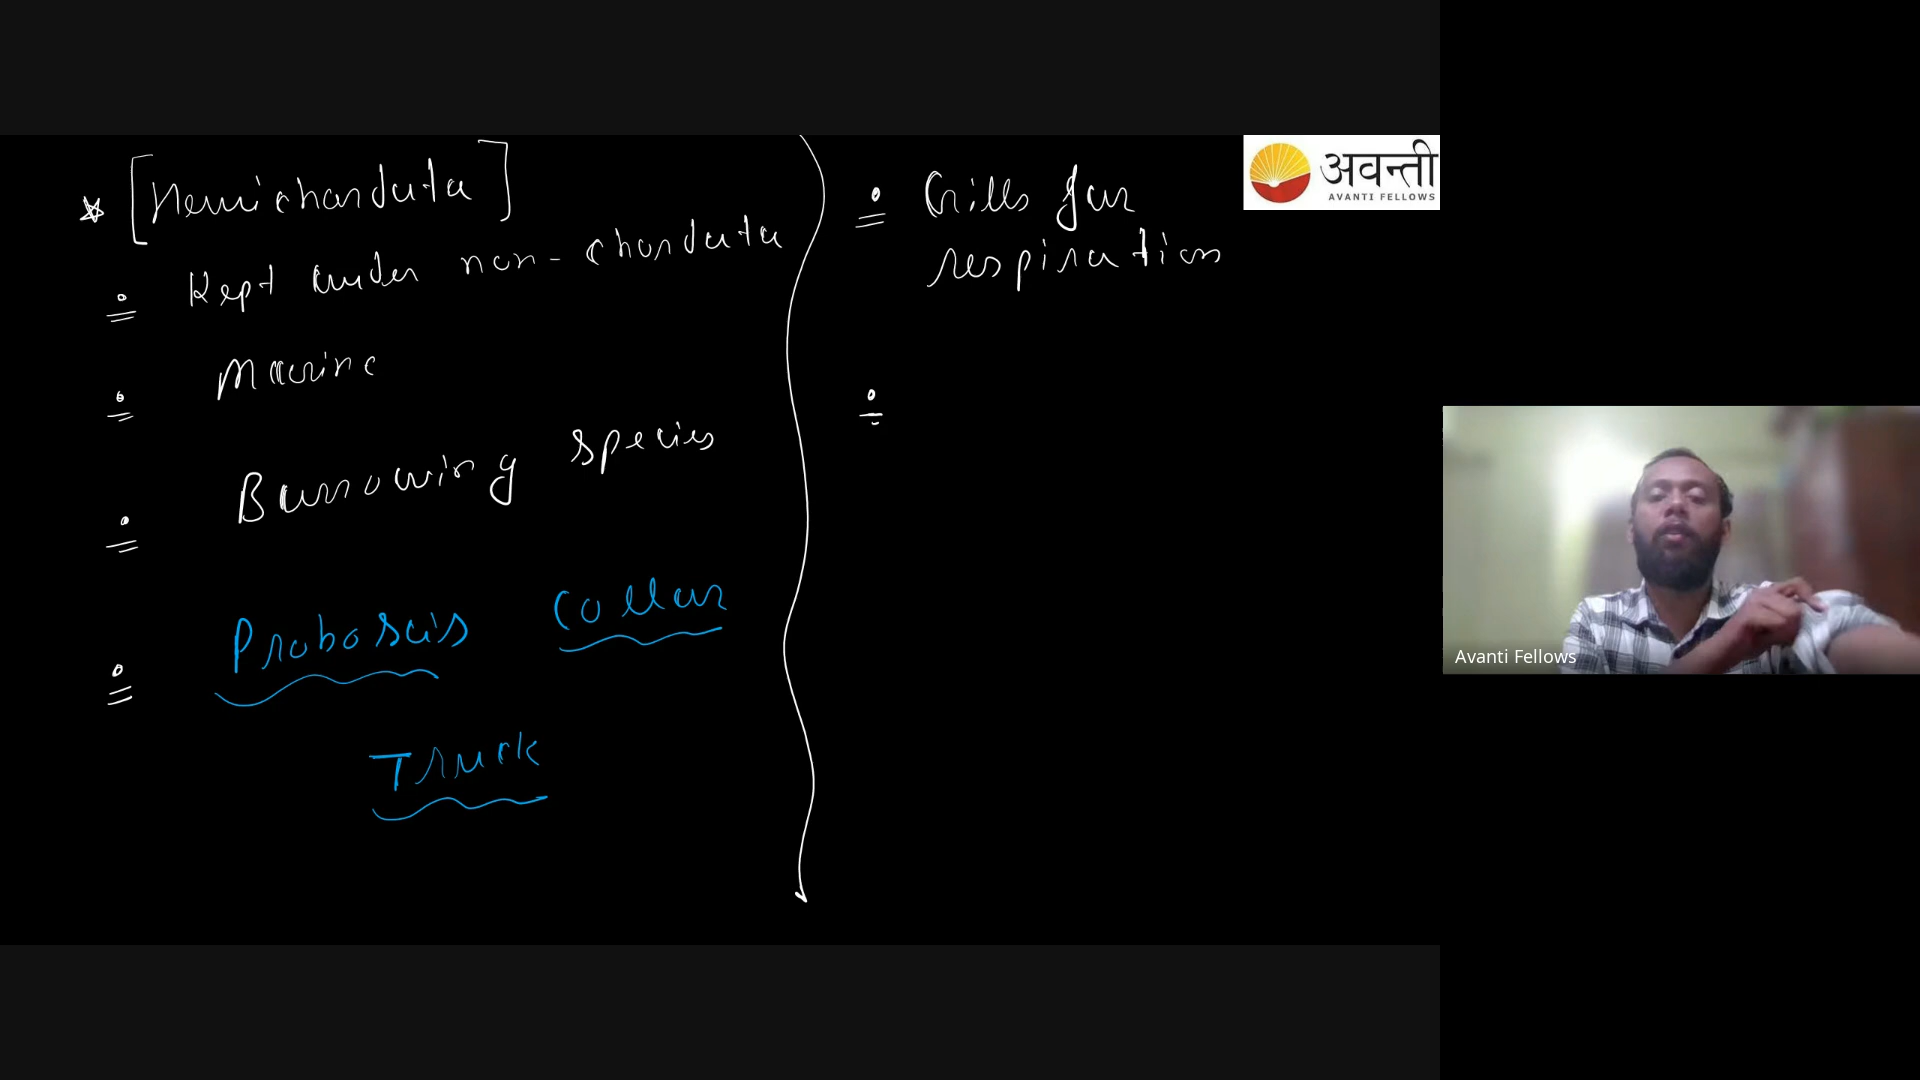 [Hemichordata]
Kept under non-chordata
Marine
Burrowing species
Proboscis Collar
Trunk
Gills for
respiration
अवन्ती
AVANTI FELLOWS
Avanti Fellows